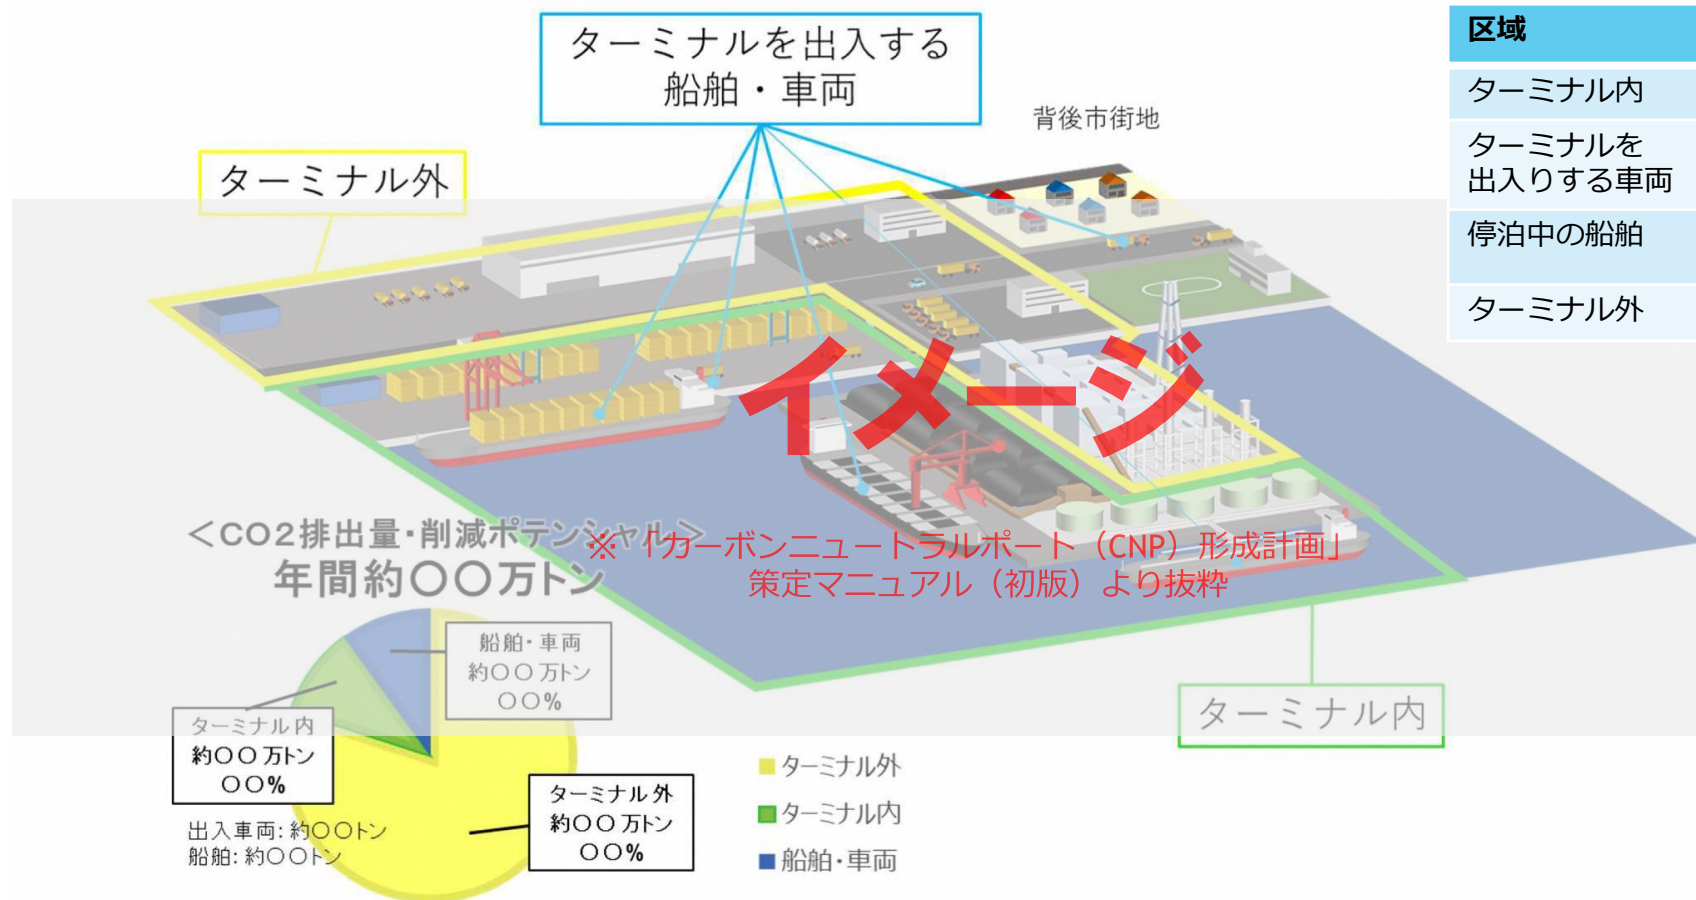 ターミナルを出入する
船舶・車両
背後市街地
ターミナル外
区域
ターミナル内
ターミナルを
出入りする車両
停泊中の船舶
ターミナル外
イメージ
※「カーボンニュートラルポート（CNP）形成計画」
策定マニュアル（初版）より抜粋
＜CO2排出量・削減ポテンシャル＞
年間約〇〇万トン
船舶・車両
約〇〇万トン
〇〇%
ターミナル内
約〇〇万トン
〇〇%
出入車両：約〇〇トン
船舶：約〇〇トン
ターミナル外
約〇〇万トン
〇〇%
ターミナル内
ターミナル外
ターミナル内
船舶・車両